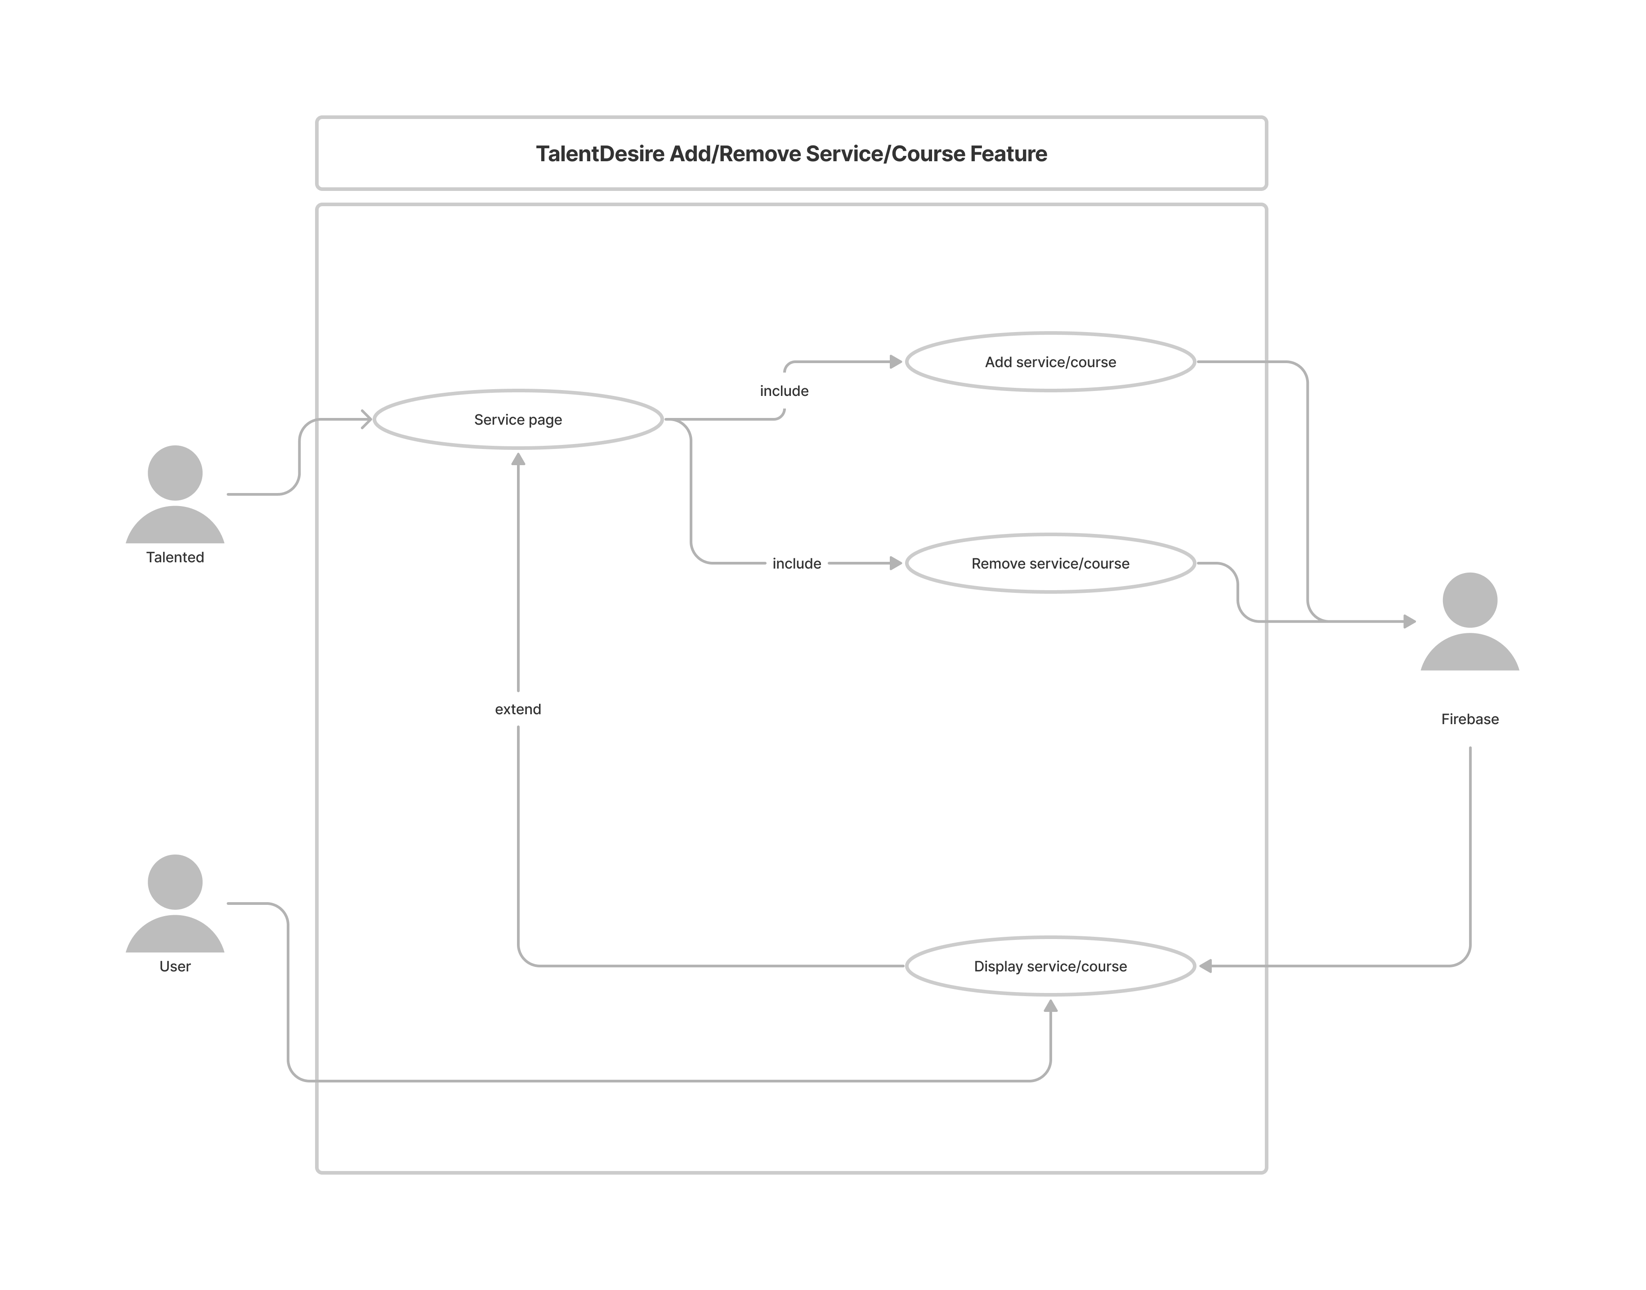 TalentDesire Add/Remove Service/Course Feature
Add service/course
include
Service page
Talented
include
Remove service/course
extend
Firebase
User
Display service/course